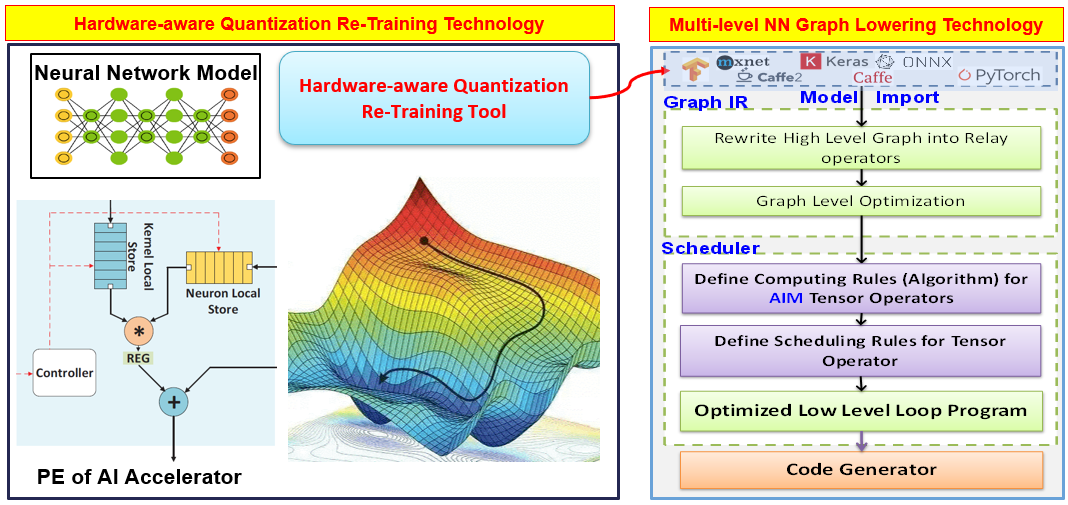 Hardware-aware Quantization Re-Training Technology
Neural Network Model
Hardware-aware Quantization
Re-Training Tool
Kernel Local
Store
Neuron Local
Store
*
REG
Controller
+
PE of AI Accelerator
Multi-level NN Graph Lowering Technology
mxnet
Keras
ONNX
Caffe2
Caffe
PyTorch
Graph IR
Model Import
Rewrite High Level Graph into Relay
operators
Graph Level Optimization
Scheduler
Define Computing Rules (Algorithm) for
AIM Tensor Operators
Define Scheduling Rules for Tensor
Operator
Optimized Low Level Loop Program
Code Generator